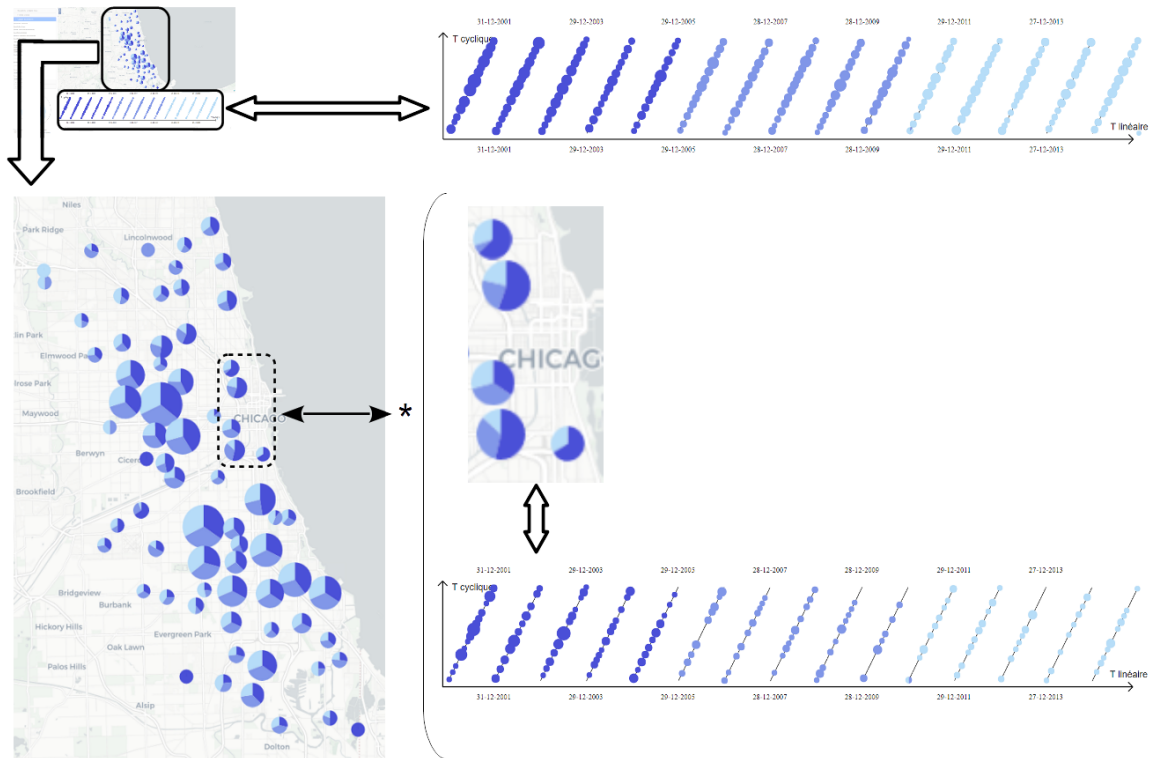 31-12-2001 29-12-2003 29-12-2005 28-12-2007 28-12-2009 29-12-2011 27-12-2013
T cyclique
T linéaire
31-12-2001 29-12-2003 29-12-2005 28-12-2007 28-12-2009 29-12-2011 27-12-2013
Niles
Park Ridge
Lincolnwood
lin Park
Elmwood Pa
lrose Park
Maywood
CHICAGO
*
Berwyn
Cicero
Brookfield
Bridgeview
Burbank
Hickory Hills
Evergreen Park
Oak Lawn
Palos Hills
Alsip
Dolton
CHICAG
31-12-2001 29-12-2003 29-12-2005 28-12-2007 28-12-2009 29-12-2011 27-12-2013
T cyclique
T linéaire
31-12-2001 29-12-2003 29-12-2005 28-12-2007 28-12-2009 29-12-2011 27-12-2013